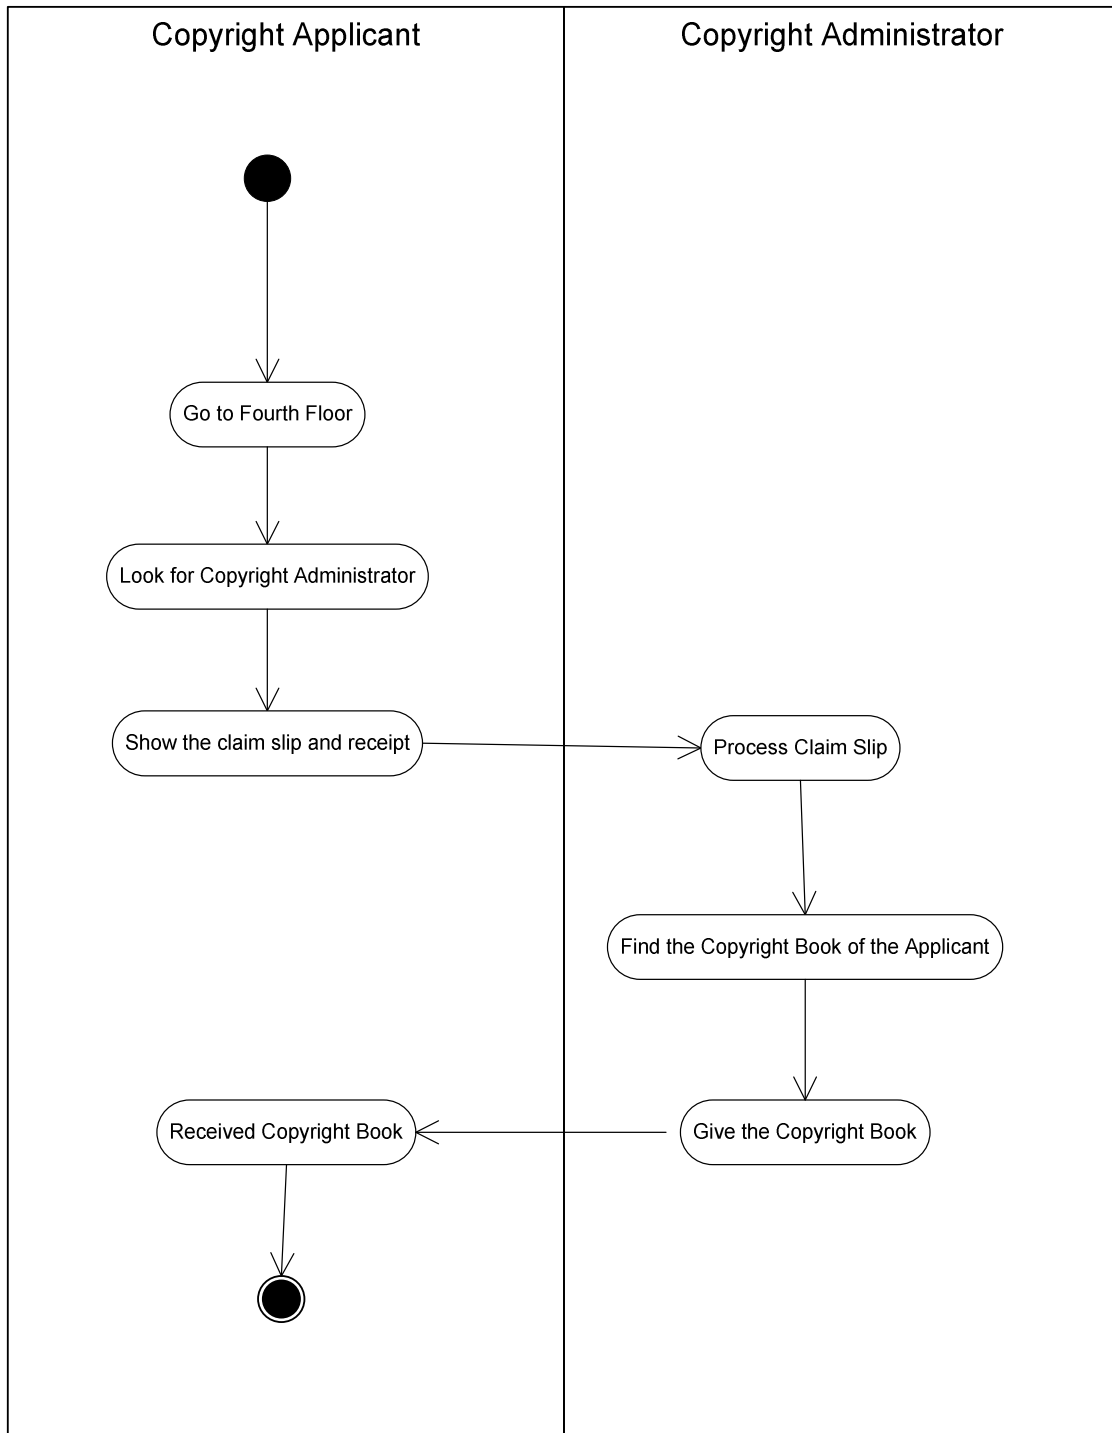 Copyright Applicant
Copyright Administrator
Go to Fourth Floor
Look for Copyright Administrator
Show the claim slip and receipt
Process Claim Slip
Find the Copyright Book of the Applicant
Give the Copyright Book
Received Copyright Book